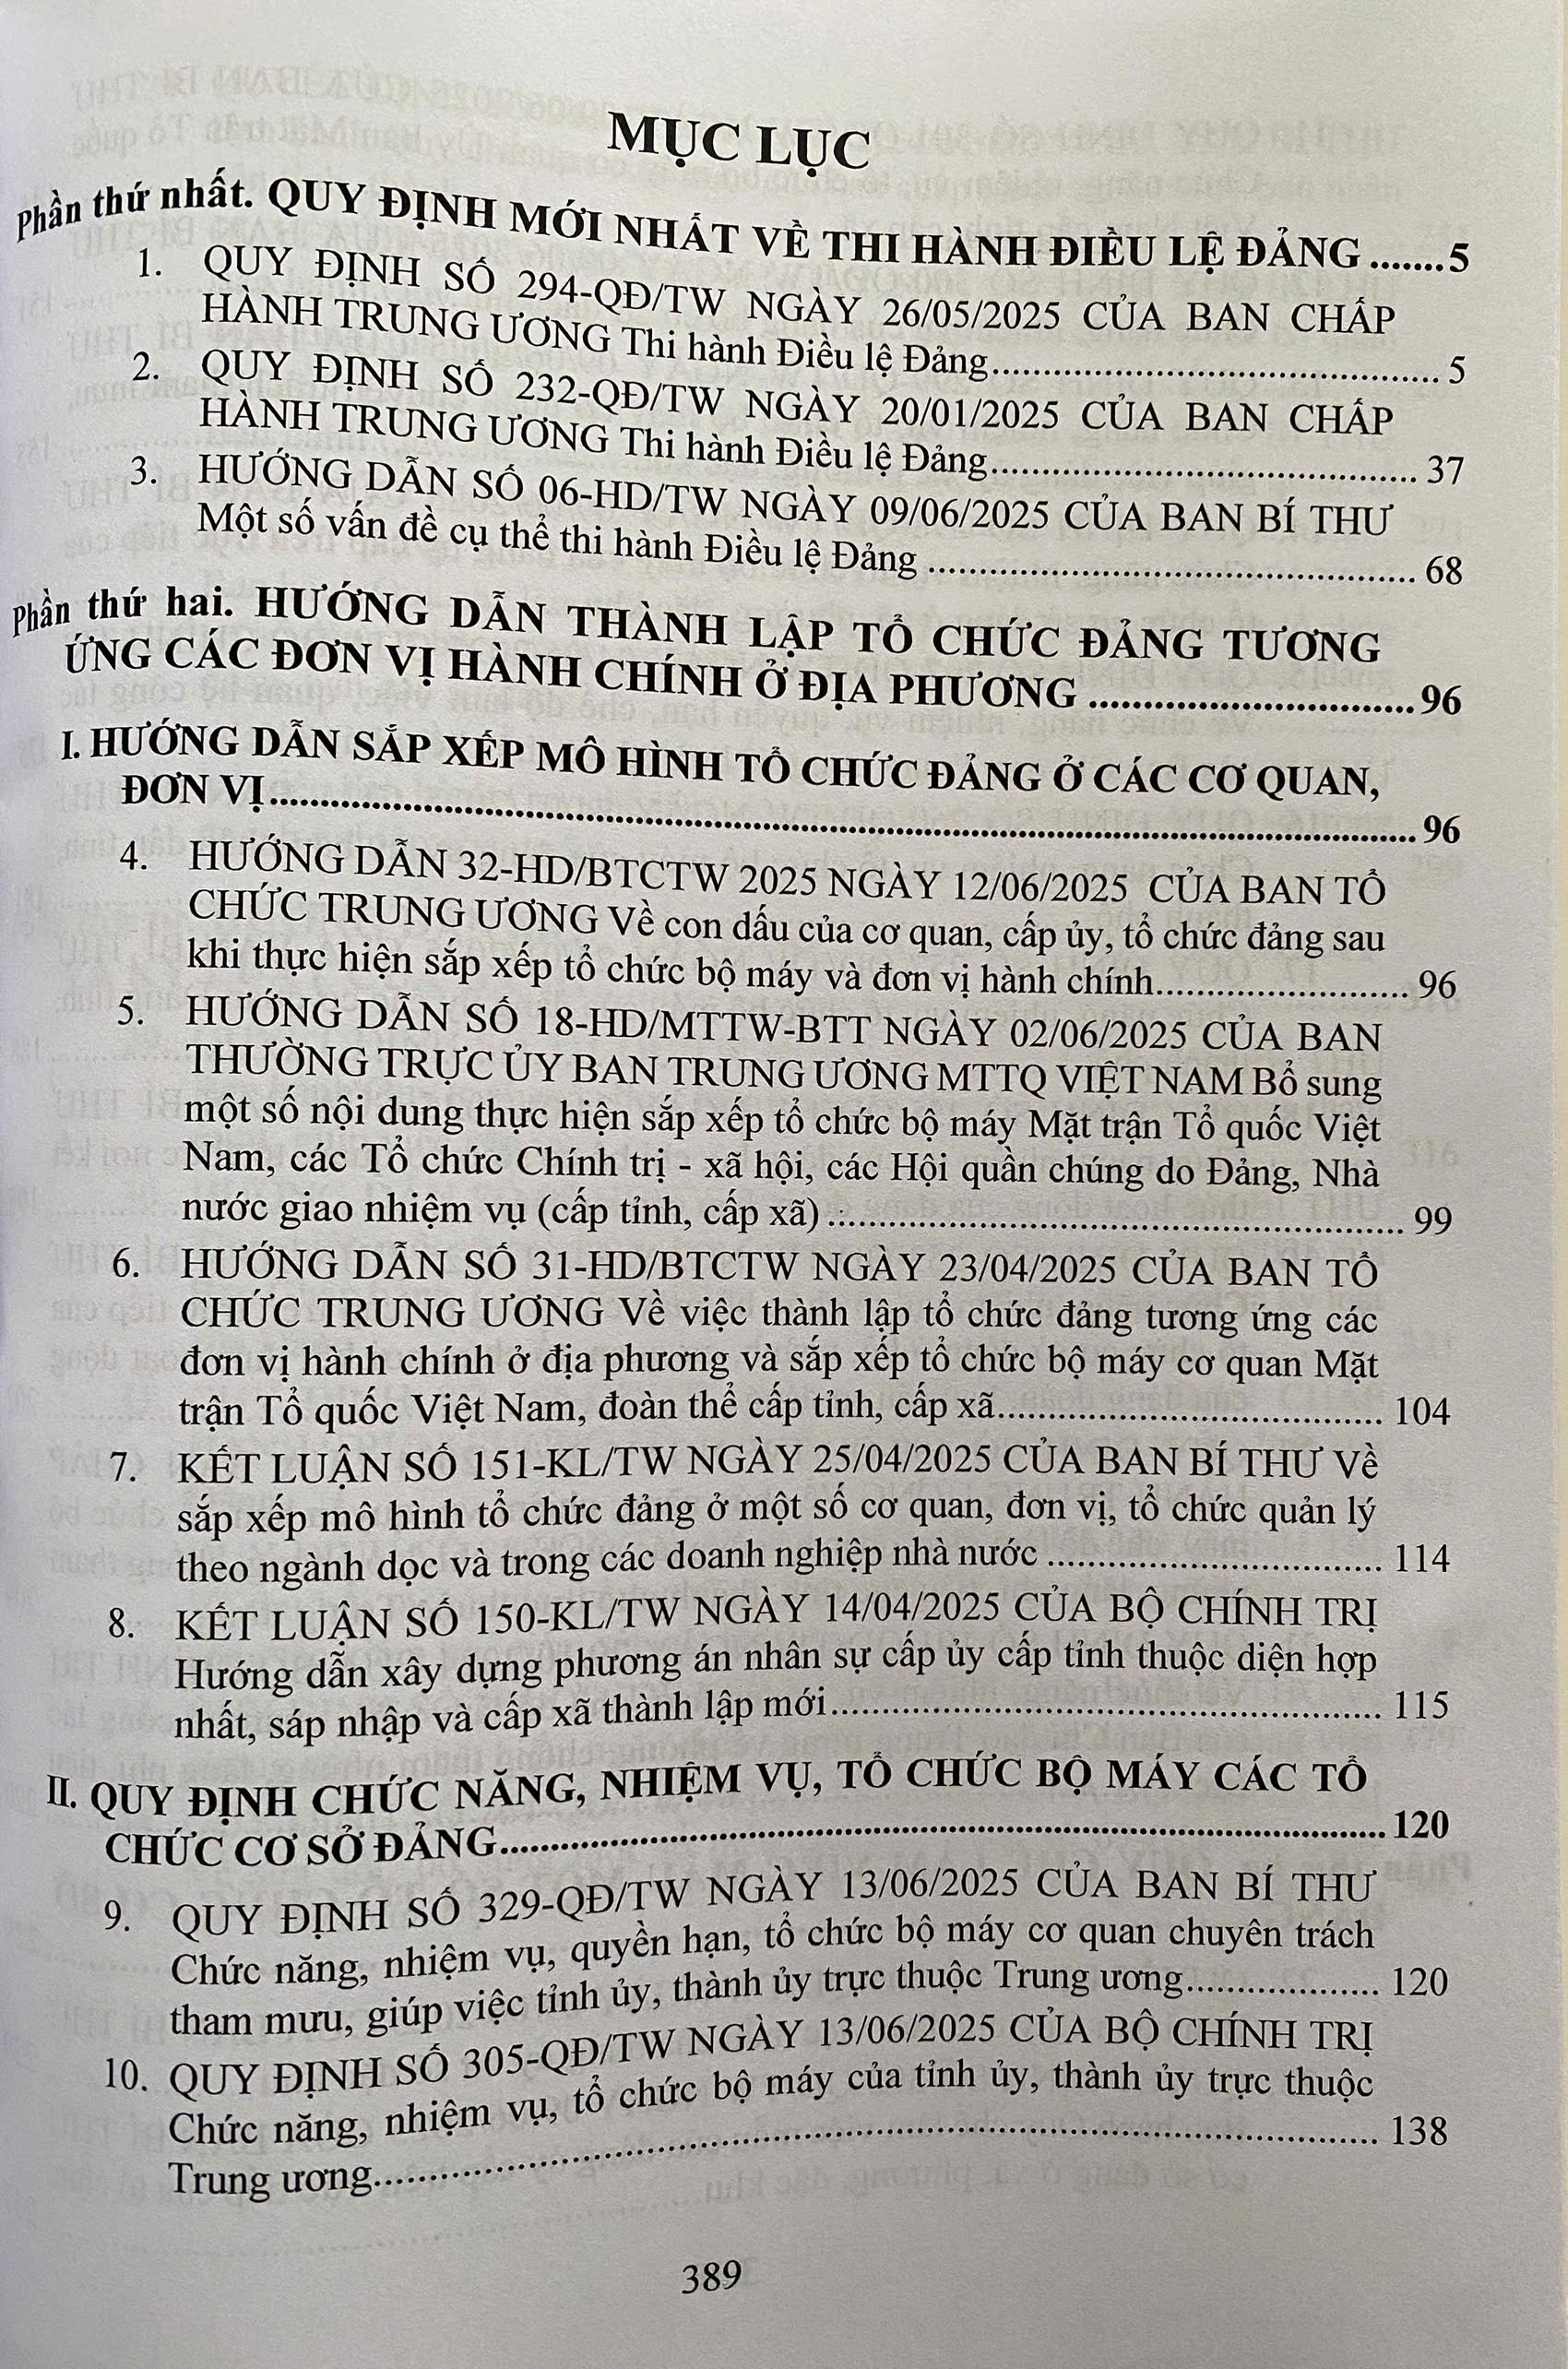 MỤC LỤC
Phần thứ nhất. QUY ĐỊNH MỚI NHẤT VỀ THI HÀNH ĐIỀU LỆ ĐẢNG.......5
1. QUY ĐỊNH SỐ 294-QĐ/TW NGÀY 26/05/2025 CỦA BAN CHẤP
HÀNH TRUNG ƯƠNG Thi hành Điều lệ Đảng............................................ 5
2. QUY ĐỊNH SỐ 232-QĐ/TW NGÀY 20/01/2025 CỦA BAN CHẤP
HÀNH TRUNG ƯƠNG Thi hành Điều lệ Đảng.......................................... 37
3. HƯỚNG DẪN SỐ 06-HD/TW NGÀY 09/06/2025 CỦA BAN BÍ THƯ
Một số vấn đề cụ thể thi hành Điều lệ Đảng ................................................ 68
Phần thứ hai. HƯỚNG DẪN THÀNH LẬP TỔ CHỨC ĐẢNG TƯƠNG
ỨNG CÁC ĐƠN VỊ HÀNH CHÍNH Ở ĐỊA PHƯƠNG ................................96
I. HƯỚNG DẪN SẮP XẾP MÔ HÌNH TỔ CHỨC ĐẢNG Ở CÁC CƠ QUAN,
ĐƠN VỊ..................................................................................................................96
4. HƯỚNG DẪN 32-HD/BTCTW 2025 NGÀY 12/06/2025 CỦA BAN TỔ
CHỨC TRUNG ƯƠNG Về con dấu của cơ quan, cấp ủy, tổ chức đảng sau
khi thực hiện sắp xếp tổ chức bộ máy và đơn vị hành chính......................... 96
5. HƯỚNG DẪN SỐ 18-HD/MTTW-BTT NGÀY 02/06/2025 CỦA BAN
THƯỜNG TRỰC ỦY BAN TRUNG ƯƠNG MTTQ VIỆT NAM Bổ sung
một số nội dung thực hiện sắp xếp tổ chức bộ máy Mặt trận Tổ quốc Việt
Nam, các Tổ chức Chính trị - xã hội, các Hội quần chúng do Đảng, Nhà
nước giao nhiệm vụ (cấp tỉnh, cấp xã) ......................................................... 99
6. HƯỚNG DẪN SỐ 31-HD/BTCTW NGÀY 23/04/2025 CỦA BAN TỔ
CHỨC TRUNG ƯƠNG Về việc thành lập tổ chức đảng tương ứng các
đơn vị hành chính ở địa phương và sắp xếp tổ chức bộ máy cơ quan Mặt
trận Tổ quốc Việt Nam, đoàn thể cấp tỉnh, cấp xã...................................... 104
7. KẾT LUẬN SỐ 151-KL/TW NGÀY 25/04/2025 CỦA BAN BÍ THƯ Về
sắp xếp mô hình tổ chức đảng ở một số cơ quan, đơn vị, tổ chức quản lý
theo ngành dọc và trong các doanh nghiệp nhà nước ................................. 114
8. KẾT LUẬN SỐ 150-KL/TW NGÀY 14/04/2025 CỦA BỘ CHÍNH TRỊ
Hướng dẫn xây dựng phương án nhân sự cấp ủy cấp tỉnh thuộc diện hợp
nhất, sáp nhập và cấp xã thành lập mới...................................................... 115
II. QUY ĐỊNH CHỨC NĂNG, NHIỆM VỤ, TỔ CHỨC BỘ MÁY CÁC TỔ
CHỨC CƠ SỞ ĐẢNG........................................................................................120
9. QUY ĐỊNH SỐ 329-QĐ/TW NGÀY 13/06/2025 CỦA BAN BÍ THƯ
Chức năng, nhiệm vụ, quyền hạn, tổ chức bộ máy cơ quan chuyên trách
tham mưu, giúp việc tỉnh ủy, thành ủy trực thuộc Trung ương................... 120
10. QUY ĐỊNH SỐ 305-QĐ/TW NGÀY 13/06/2025 CỦA BỘ CHÍNH TRỊ
Chức năng, nhiệm vụ, tổ chức bộ máy của tỉnh ủy, thành ủy trực thuộc
Trung ương.................................................................................................... 138
389